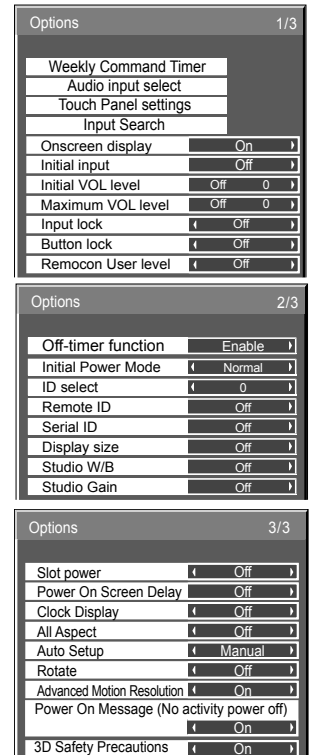 Options 1/3
Weekly Command Timer
Audio input select
Touch Panel settings
Input Search
Onscreen display On
Initial input Off
Initial VOL level Off 0
Maximum VOL level Off 0
Input lock Off
Button lock Off
Remocon User level Off
Options 2/3
Off-timer function Enable
Initial Power Mode Normal
ID select 0
Remote ID Off
Serial ID Off
Display size Off
Studio W/B Off
Studio Gain Off
Options 3/3
Slot power Off
Power On Screen Delay Off
Clock Display Off
All Aspect Off
Auto Setup Manual
Rotate Off
Advanced Motion Resolution On
Power On Message (No activity power off)
On
3D Safety Precautions On